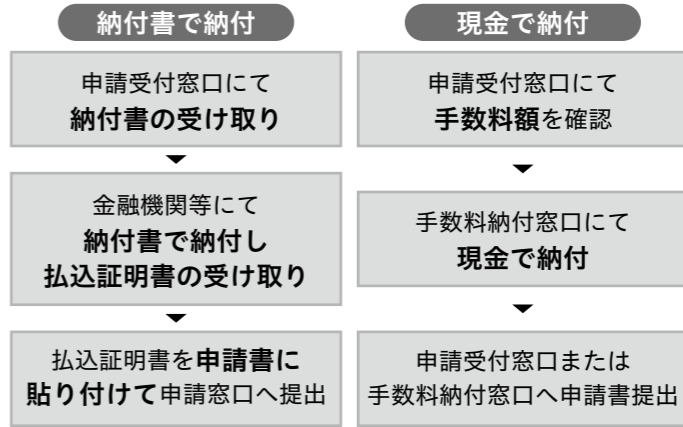 納付書で納付
申請受付窓口にて
納付書の受け取り
金融機関等にて
納付書で納付し
払込証明書の受け取り
払込証明書を申請書に
貼り付けて申請窓口へ提出
現金で納付
申請受付窓口にて
手数料額を確認
手数料納付窓口にて
現金で納付
申請受付窓口または
手数料納付窓口へ申請書提出